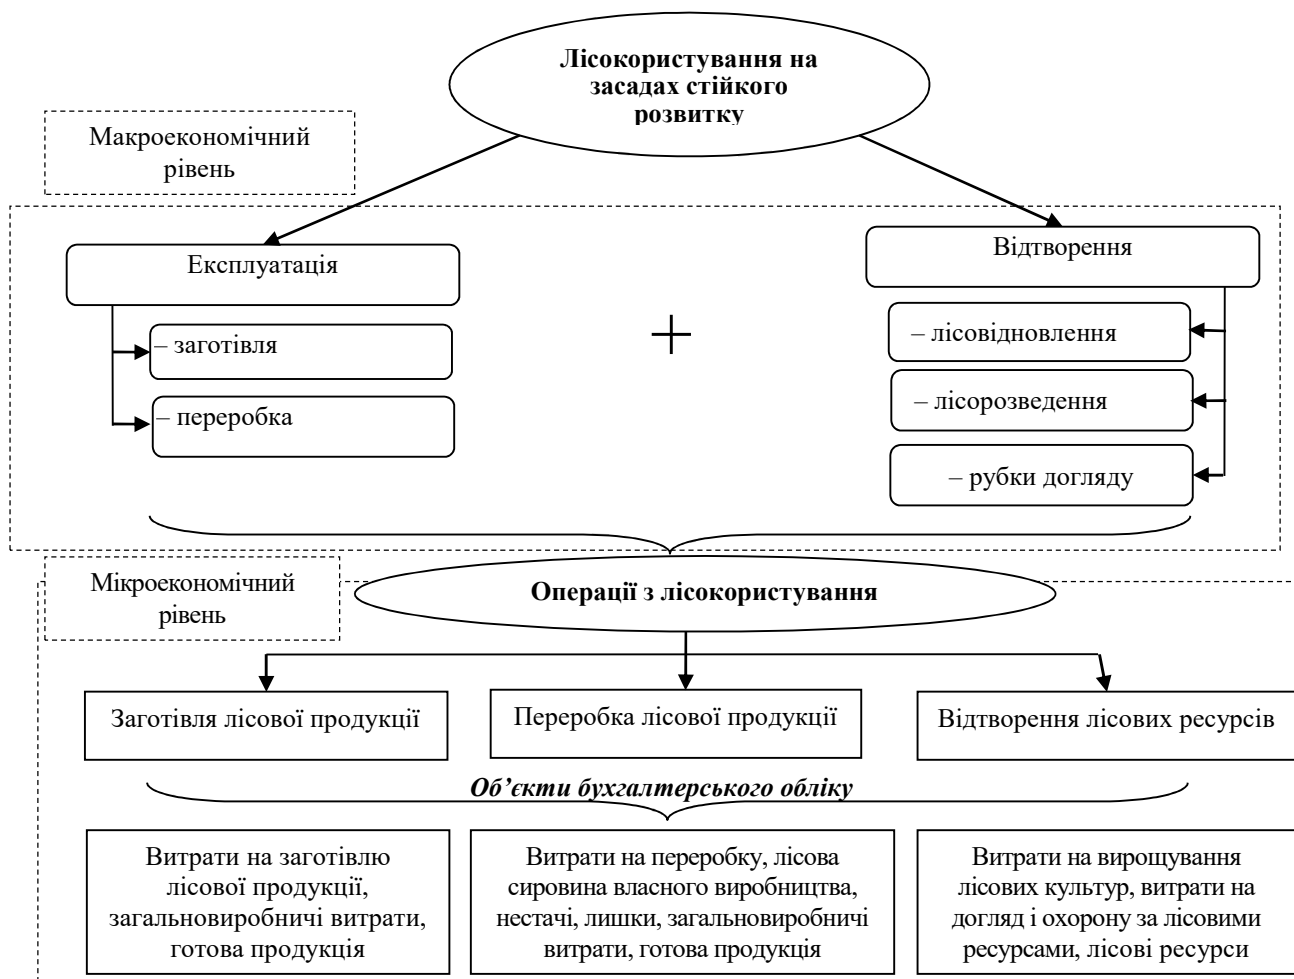 Лісокористування на
засадах стійкого
розвитку
Макроекономічний
рівень
Експлуатація
– заготівля
– переробка
+
Відтворення
– лісовідновлення
– лісорозведення
– рубки догляду
Мікроекономічний
рівень
Операції з лісокористування
Заготівля лісової продукції
Переробка лісової продукції
Відтворення лісових ресурсів
Об’єкти бухгалтерського обліку
Витрати на заготівлю
лісової продукції,
загальновиробничі витрати,
готова продукція
Витрати на переробку, лісова
сировина власного виробництва,
нестачі, лишки, загальновиробничі
витрати, готова продукція
Витрати на вирощування
лісових культур, витрати на
догляд і охорону за лісовими
ресурсами, лісові ресурси